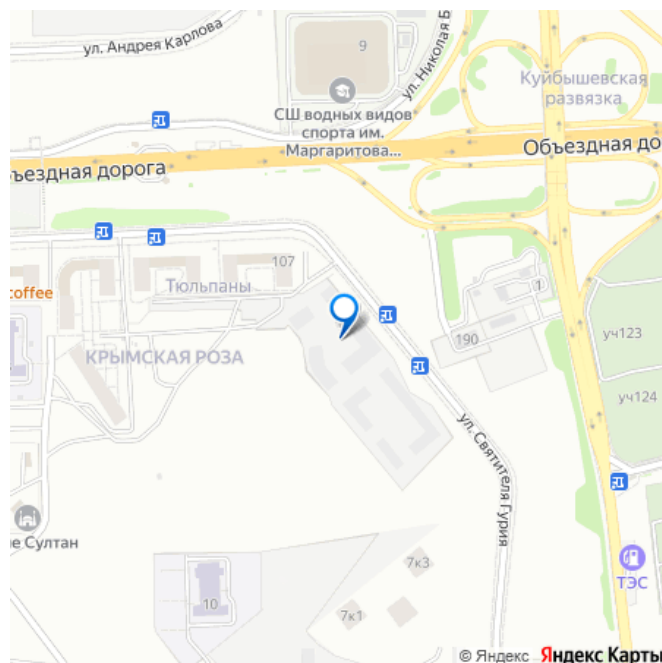 ул. Андрея Карлова
9
ул. Николая Б
Куйбышевская
развязка
СШ водных видов
спорта им.
Маргаритова...
Объездная до
ъездная дорога
107
Тюльпаны
coffee
1
190
уч123
КРЫМСКАЯ РОЗА
уч124
ул. Святителя Гурия
е Султан
7к3
ТЭС
10
7к1
© Яндекс Яндекс Карты